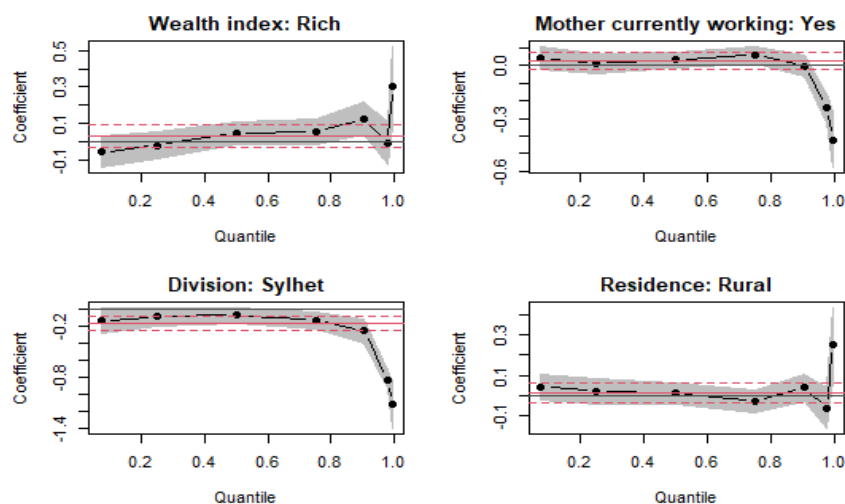 Wealth index: Rich
Coefficient
0.5
0.3
0.1
-0.1
0.2 0.4 0.6 0.8 1.0
Quantile
Mother currently working: Yes
Coefficient
0.0
-0.3
-0.6
0.2 0.4 0.6 0.8 1.0
Quantile
Division: Sylhet
Coefficient
-0.2
-0.8
-1.4
0.2 0.4 0.6 0.8 1.0
Quantile
Residence: Rural
Coefficient
0.3
0.1
-0.1
0.2 0.4 0.6 0.8 1.0
Quantile